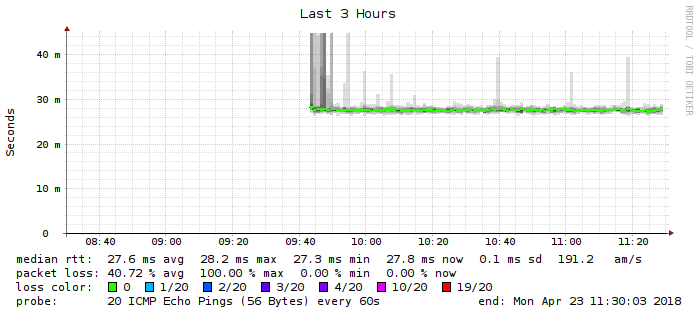 Last 3 Hours
RRDTOOL / TOBI OETIKER
Seconds
40 m
30 m
20 m
10 m
0
08:40 09:00 09:20 09:40 10:00 10:20 10:40 11:00 11:20
median rtt: 27.6 ms avg 28.2 ms max 27.3 ms min 27.8 ms now 0.1 ms sd 191.2 am/s
packet loss: 40.72 % avg 100.00 % max 0.00 % min 0.00 % now
loss color: 0 1/20 2/20 3/20 4/20 10/20 19/20
probe: 20 ICMP Echo Pings (56 Bytes) every 60s end: Mon Apr 23 11:30:03 2018